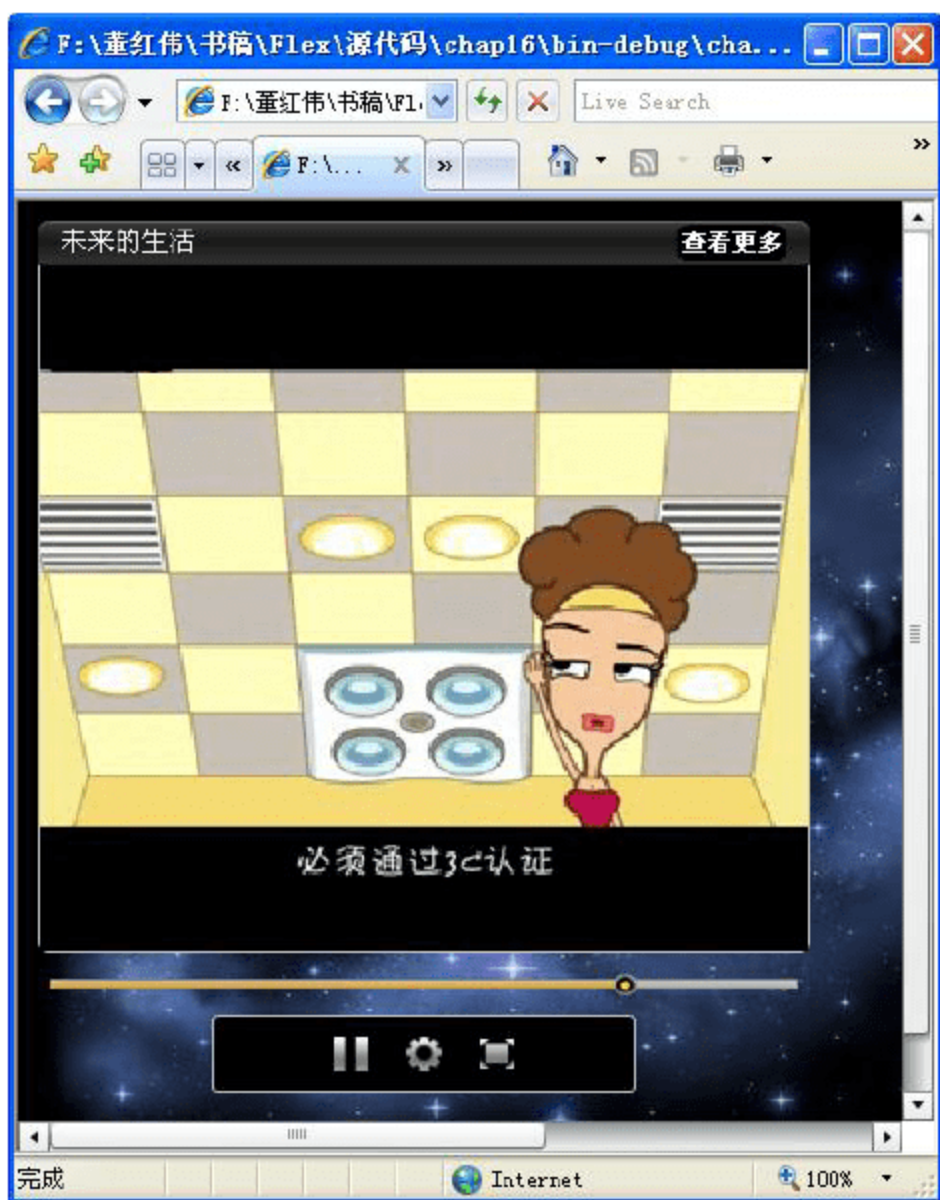 F:\董红伟\书稿\Flex\源代码\chap16\bin-debug\cha...
F:\董红伟\书稿\Fl
Live Search
F:\...
未来的生活
查看更多
必须通过3C认证
完成
Internet
100%